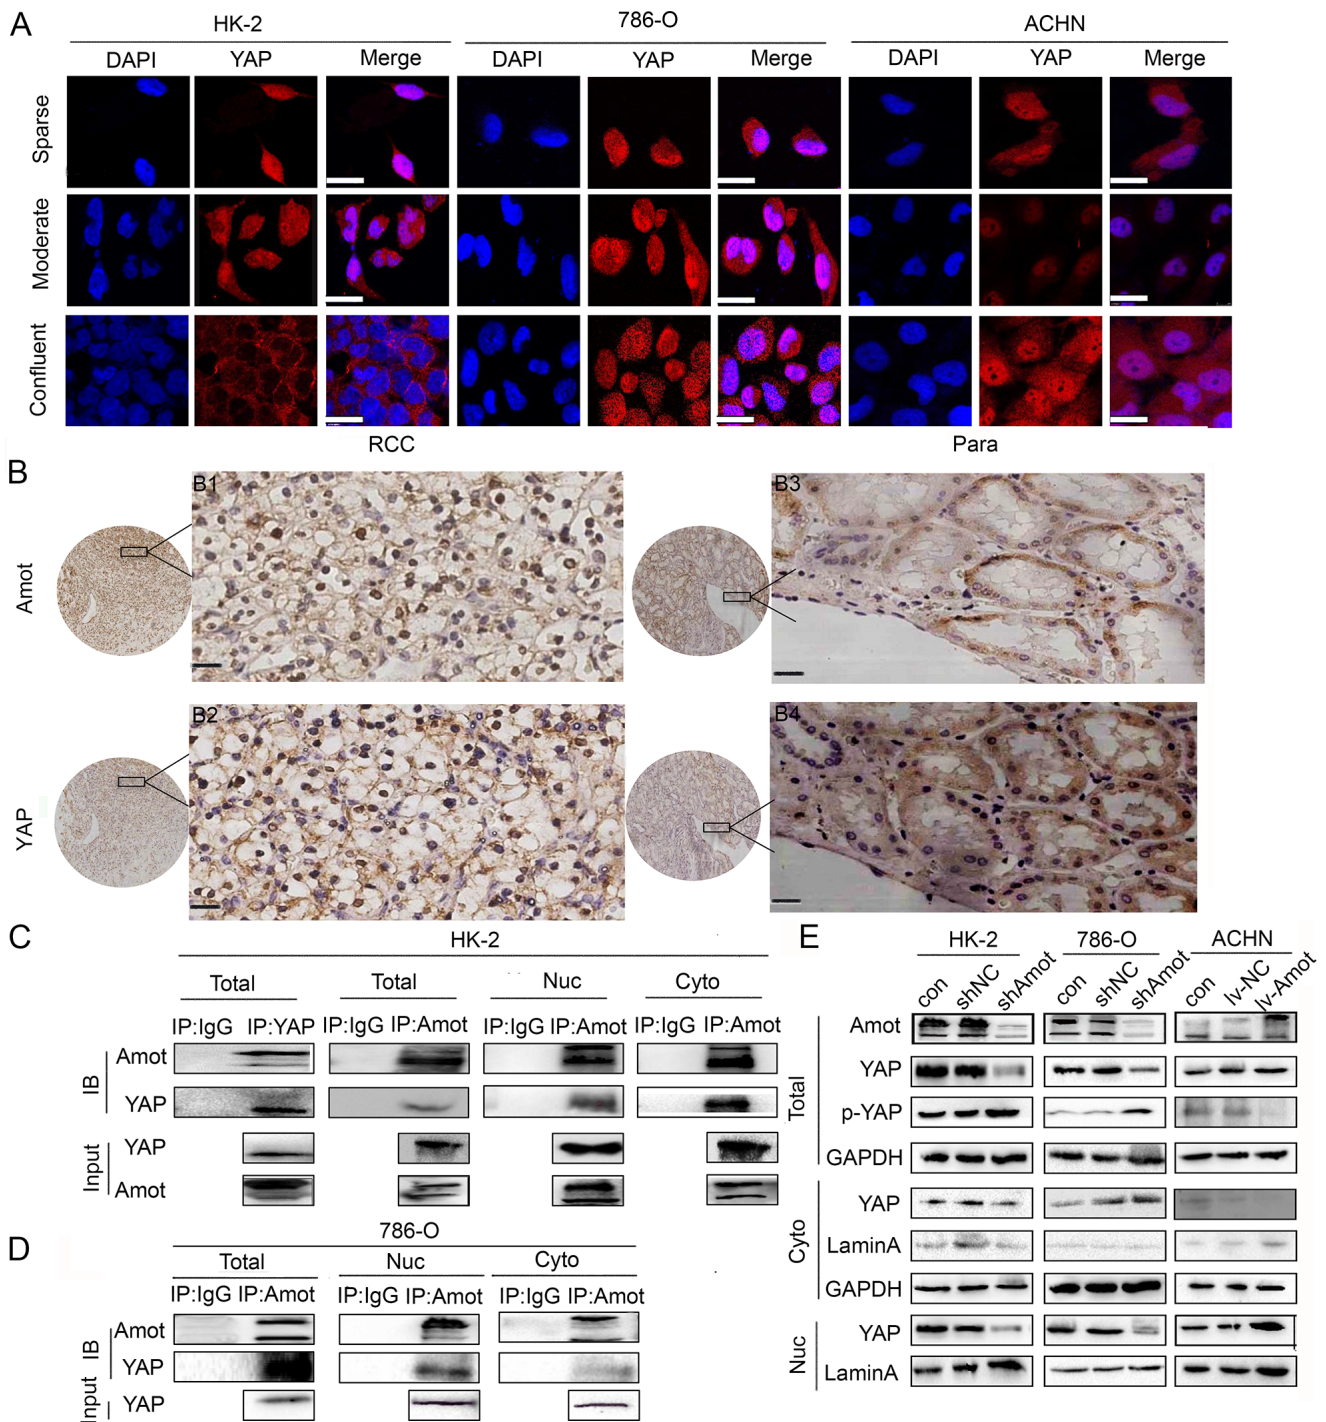 A
HK-2 786-O ACHN
DAPI YAP Merge DAPI YAP Merge DAPI YAP Merge
Sparse
Moderate
Confluent
RCC Para
B
Amot
B1 B3
YAP
B2 B4
C
HK-2
Total Total Nuc Cyto
IP:IgG IP:YAP IP:IgG IP:Amot IP:IgG IP:Amot IP:IgG IP:Amot
IB
Amot
YAP
Input
YAP
Amot
D
786-O
Total Nuc Cyto
IP:IgG IP:Amot IP:IgG IP:Amot IP:IgG IP:Amot
IB
Amot
YAP
Input
YAP
E
HK-2 786-O ACHN
con shNC shAmot con shNC shAmot con lv-NC lv-Amot
Total
Amot
YAP
p-YAP
GAPDH
Cyto
YAP
LaminA
GAPDH
Nuc
YAP
LaminA